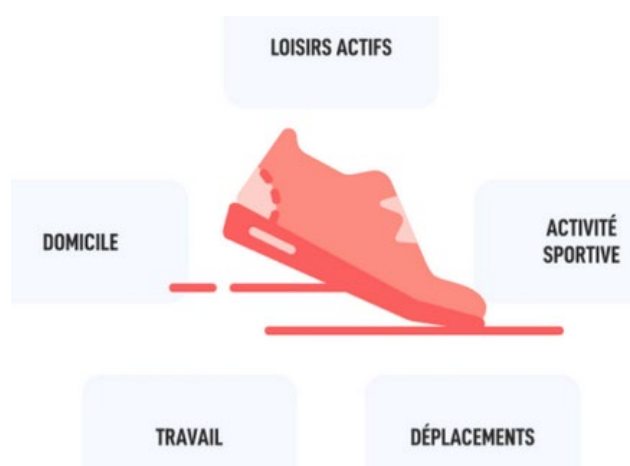 LOISIRS ACTIFS
DOMICILE
ACTIVITÉ
SPORTIVE
TRAVAIL
DÉPLACEMENTS